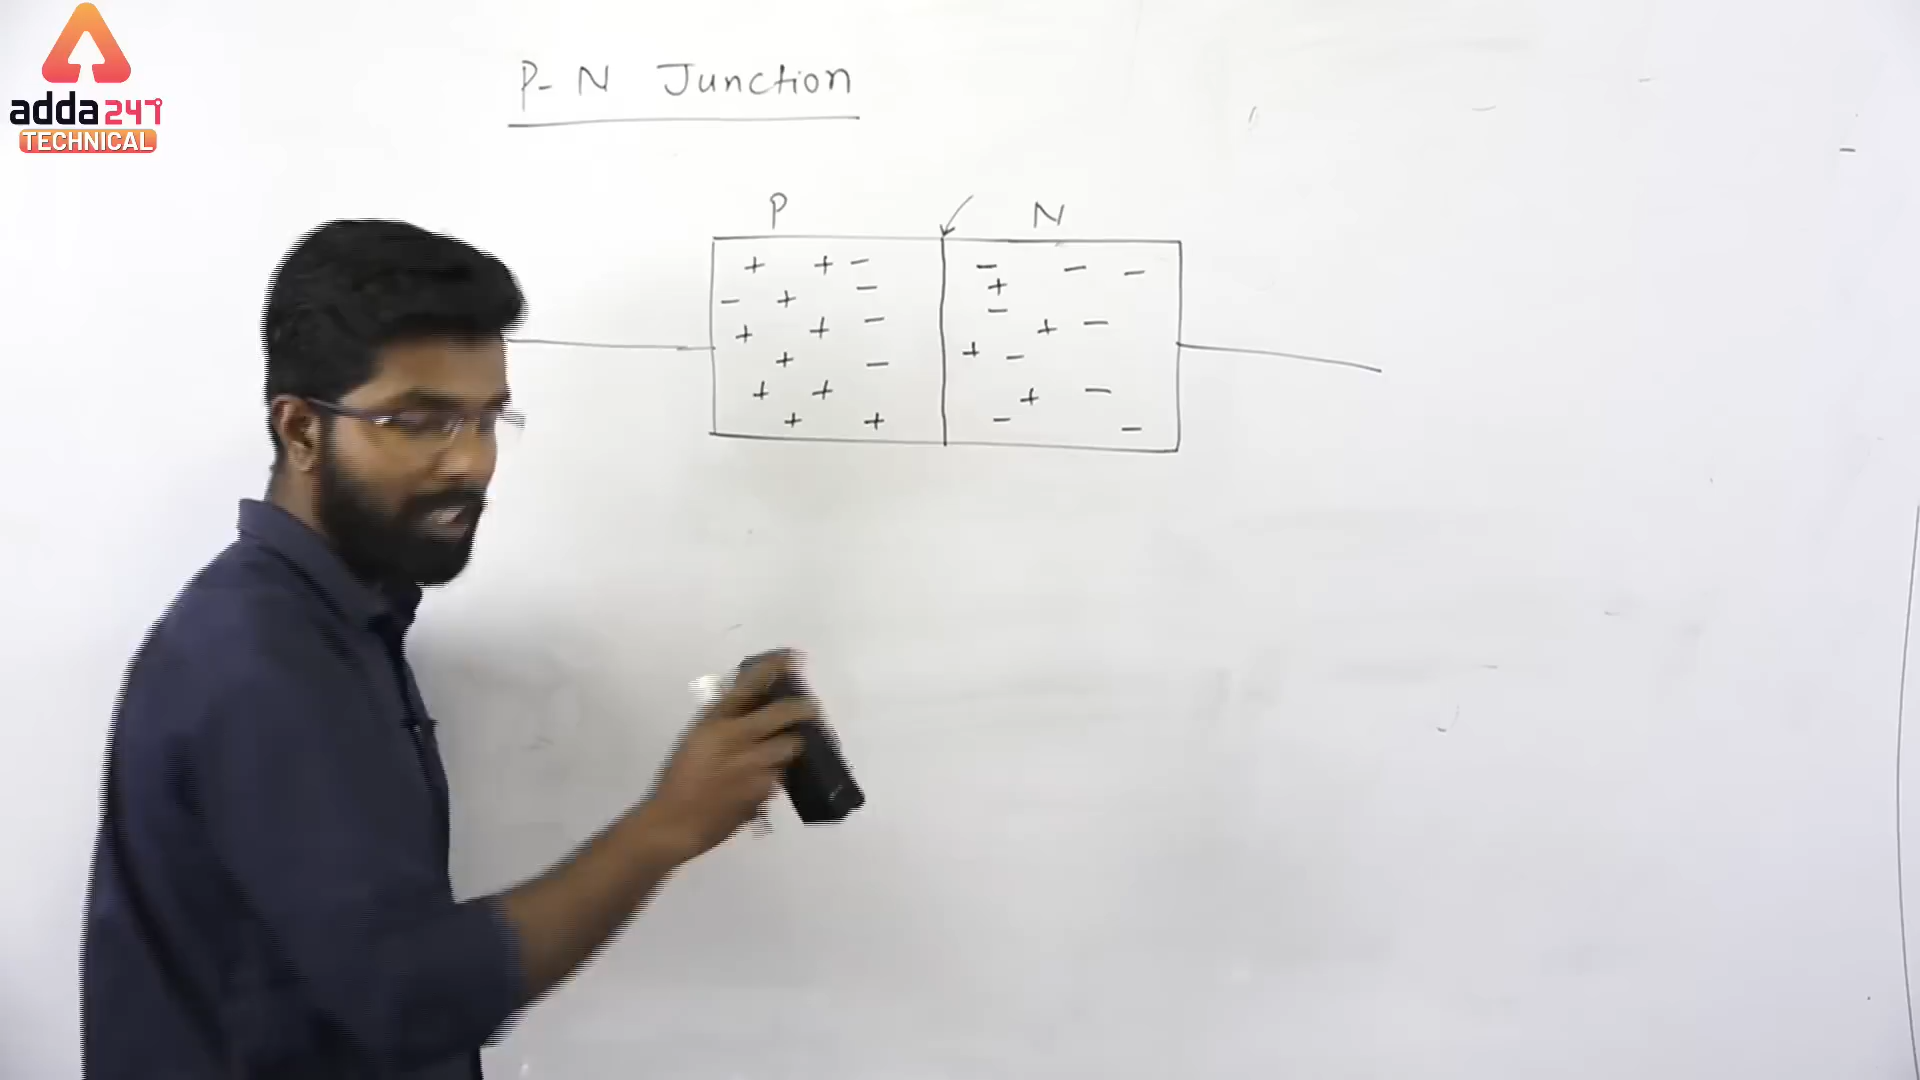 adda247
TECHNICAL
P-N Junction
P N
+ + - - - -
+ -
- + -
+ + - + -
+ - + -
+ + + -
+ + - -